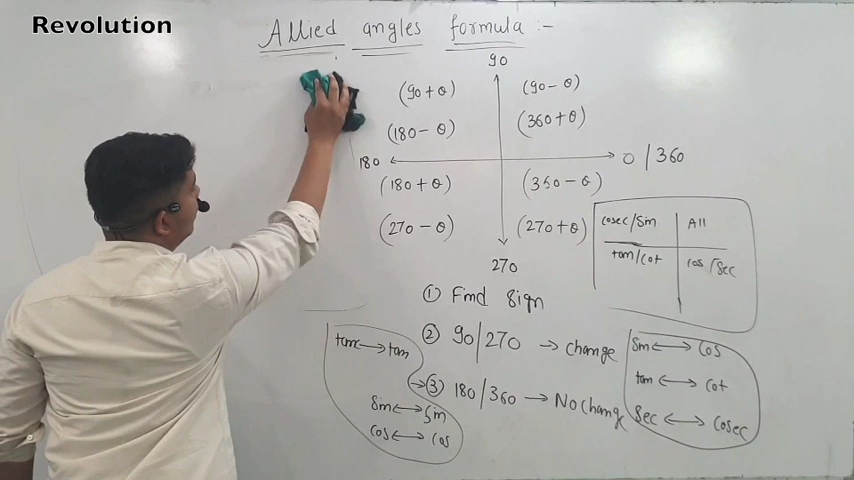 Revolution
Allied angles formula :-
90
(90+θ) (90-θ)
(180-θ) (360+θ)
180 0/360
(180+θ) (360-θ)
(270-θ) (270+θ)
270
cosec/Sin All
tan/cot cos/Sec
① Find Sign
② 90/270 → change
③ 180/360 → No change
tan ↔ tan
Sin ↔ Sin
cos ↔ cos
Sin ↔ cos
tan ↔ cot
Sec ↔ cosec